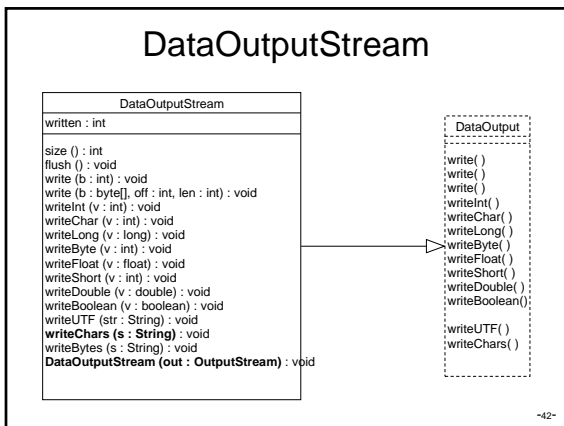 DataOutputStream
DataOutputStream
written : int
size () : int
flush () : void
write (b : int) : void
write (b : byte[], off : int, len : int) : void
writeInt (v : int) : void
writeChar (v : int) : void
writeLong (v : long) : void
writeByte (v : int) : void
writeFloat (v : float) : void
writeShort (v : int) : void
writeDouble (v : double) : void
writeBoolean (v : boolean) : void
writeUTF (str : String) : void
writeChars (s : String) : void
writeBytes (s : String) : void
DataOutputStream (out : OutputStream) : void
DataOutput
write( )
write( )
write( )
writeInt( )
writeChar( )
writeLong( )
writeByte( )
writeFloat( )
writeShort( )
writeDouble( )
writeBoolean()
writeUTF( )
writeChars( )
-42-